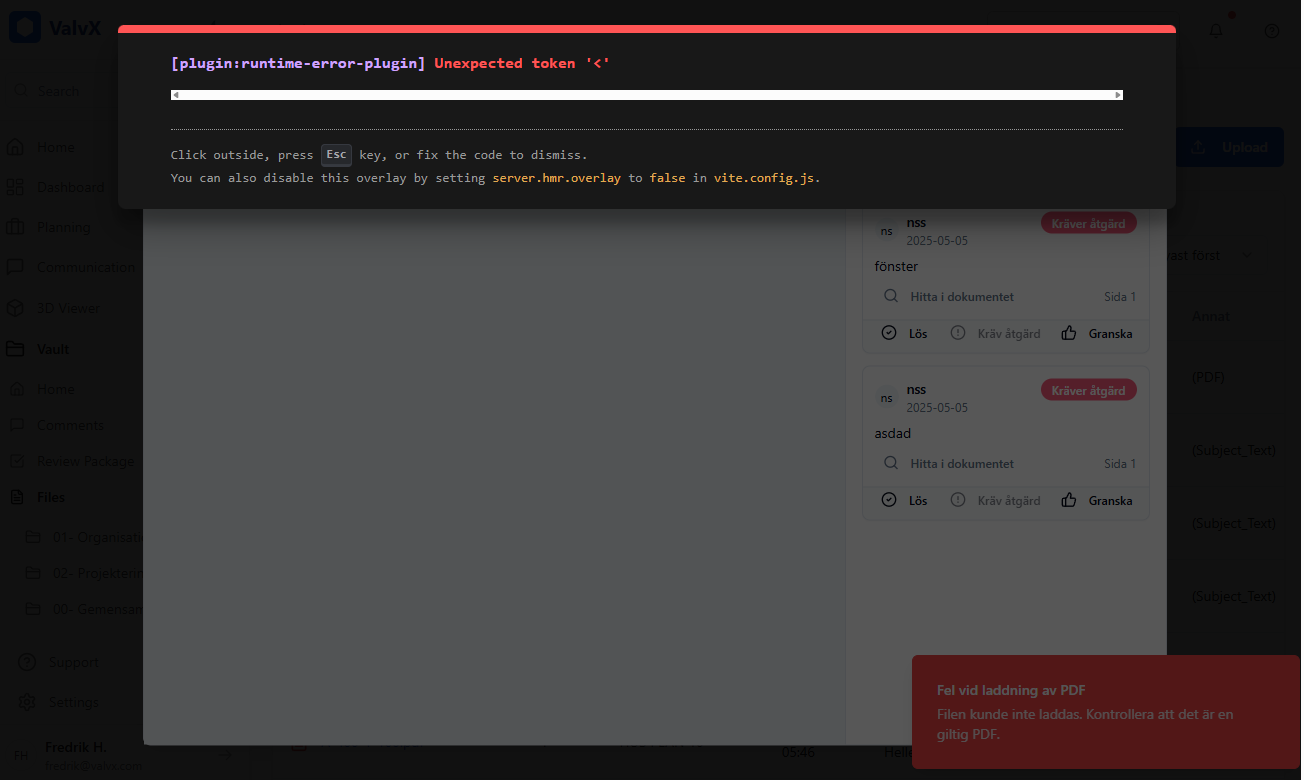 ValvX
[plugin:runtime-error-plugin] Unexpected token '<'
Search
Click outside, press Esc key, or fix the code to dismiss.
You can also disable this overlay by setting server.hmr.overlay to false in vite.config.js.
Upload
Home
Dashboard
Planning
Communication
3D Viewer
Vault
Home
Comments
Review Package
Files
01- Organisati
02- Projekterin
00- Gemensam
Support
Settings
FH
Fredrik H.
fredrik@valvx.com
ns
nss
2025-05-05
Kräver åtgärd
fönster
Hitta i dokumentet
Sida 1
Lös
Kräv åtgärd
Granska
ns
nss
2025-05-05
Kräver åtgärd
asdad
Hitta i dokumentet
Sida 1
Lös
Kräv åtgärd
Granska
ast först
Annat
(PDF)
(Subject_Text)
(Subject_Text)
(Subject_Text)
Fel vid laddning av PDF
Filen kunde inte laddas. Kontrollera att det är en
giltig PDF.
05:46
Helle